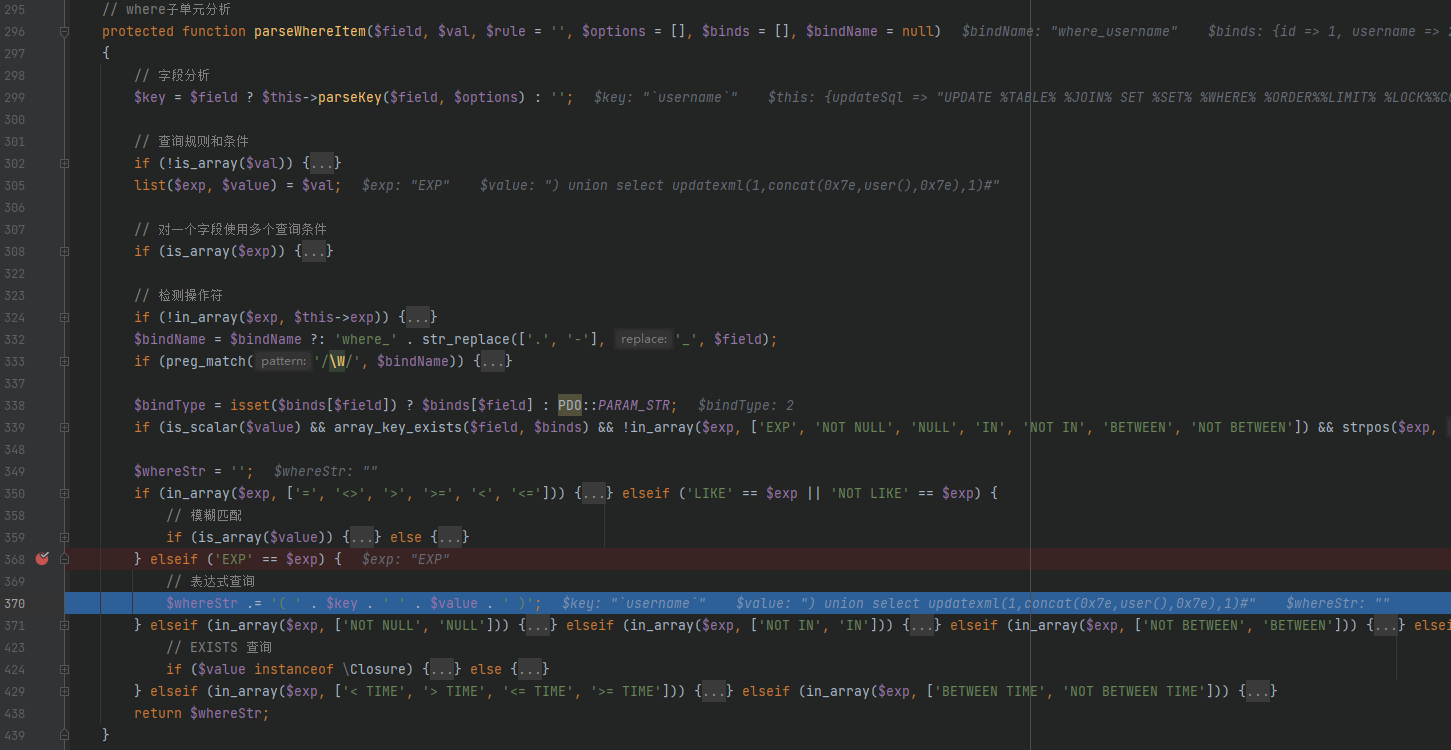 295 // where子单元分析
296 protected function parseWhereItem($field, $val, $rule = '', $options = [], $binds = [], $bindName = null) $bindName: "where_username" $binds: {id => 1, username =>
297 {
298 // 字段分析
299 $key = $field ? $this->parseKey($field, $options) : ''; $key: "`username`" $this: {updateSql => "UPDATE %TABLE% %JOIN% SET %SET% %WHERE% %ORDER%%LIMIT% %LOCK%%CO
300
301 // 查询规则和条件
302 if (!is_array($val)) {...}
305 list($exp, $value) = $val; $exp: "EXP" $value: ") union select updatexml(1,concat(0x7e,user(),0x7e),1)#"
306
307 // 对一个字段使用多个查询条件
308 if (is_array($exp)) {...}
322
323 // 检测操作符
324 if (!in_array($exp, $this->exp)) {...}
332 $bindName = $bindName ?: 'where_' . str_replace(['.', '-'], replace: '_', $field);
333 if (preg_match( pattern: '/\W/', $bindName)) {...}
337
338 $bindType = isset($binds[$field]) ? $binds[$field] : PDO::PARAM_STR; $bindType: 2
339 if (is_scalar($value) && array_key_exists($field, $binds) && !in_array($exp, ['EXP', 'NOT NULL', 'NULL', 'IN', 'NOT IN', 'BETWEEN', 'NOT BETWEEN']) && strpos($exp,
348
349 $whereStr = ''; $whereStr: ""
350 if (in_array($exp, ['=', '<>', '>', '>=', '<', '<='])) {...} elseif ('LIKE' == $exp || 'NOT LIKE' == $exp) {
358 // 模糊匹配
359 if (is_array($value)) {...} else {...}
368 } elseif ('EXP' == $exp) { $exp: "EXP"
369 // 表达式查询
370 $whereStr .= '( ' . $key . ' ' . $value . ' )'; $key: "`username`" $value: ") union select updatexml(1,concat(0x7e,user(),0x7e),1)#" $whereStr: ""
371 } elseif (in_array($exp, ['NOT NULL', 'NULL'])) {...} elseif (in_array($exp, ['NOT IN', 'IN'])) {...} elseif (in_array($exp, ['NOT BETWEEN', 'BETWEEN'])) {...} elsei
423 // EXISTS 查询
424 if ($value instanceof \Closure) {...} else {...}
429 } elseif (in_array($exp, ['< TIME', '> TIME', '<= TIME', '>= TIME'])) {...} elseif (in_array($exp, ['BETWEEN TIME', 'NOT BETWEEN TIME'])) {...}
438 return $whereStr;
439 }